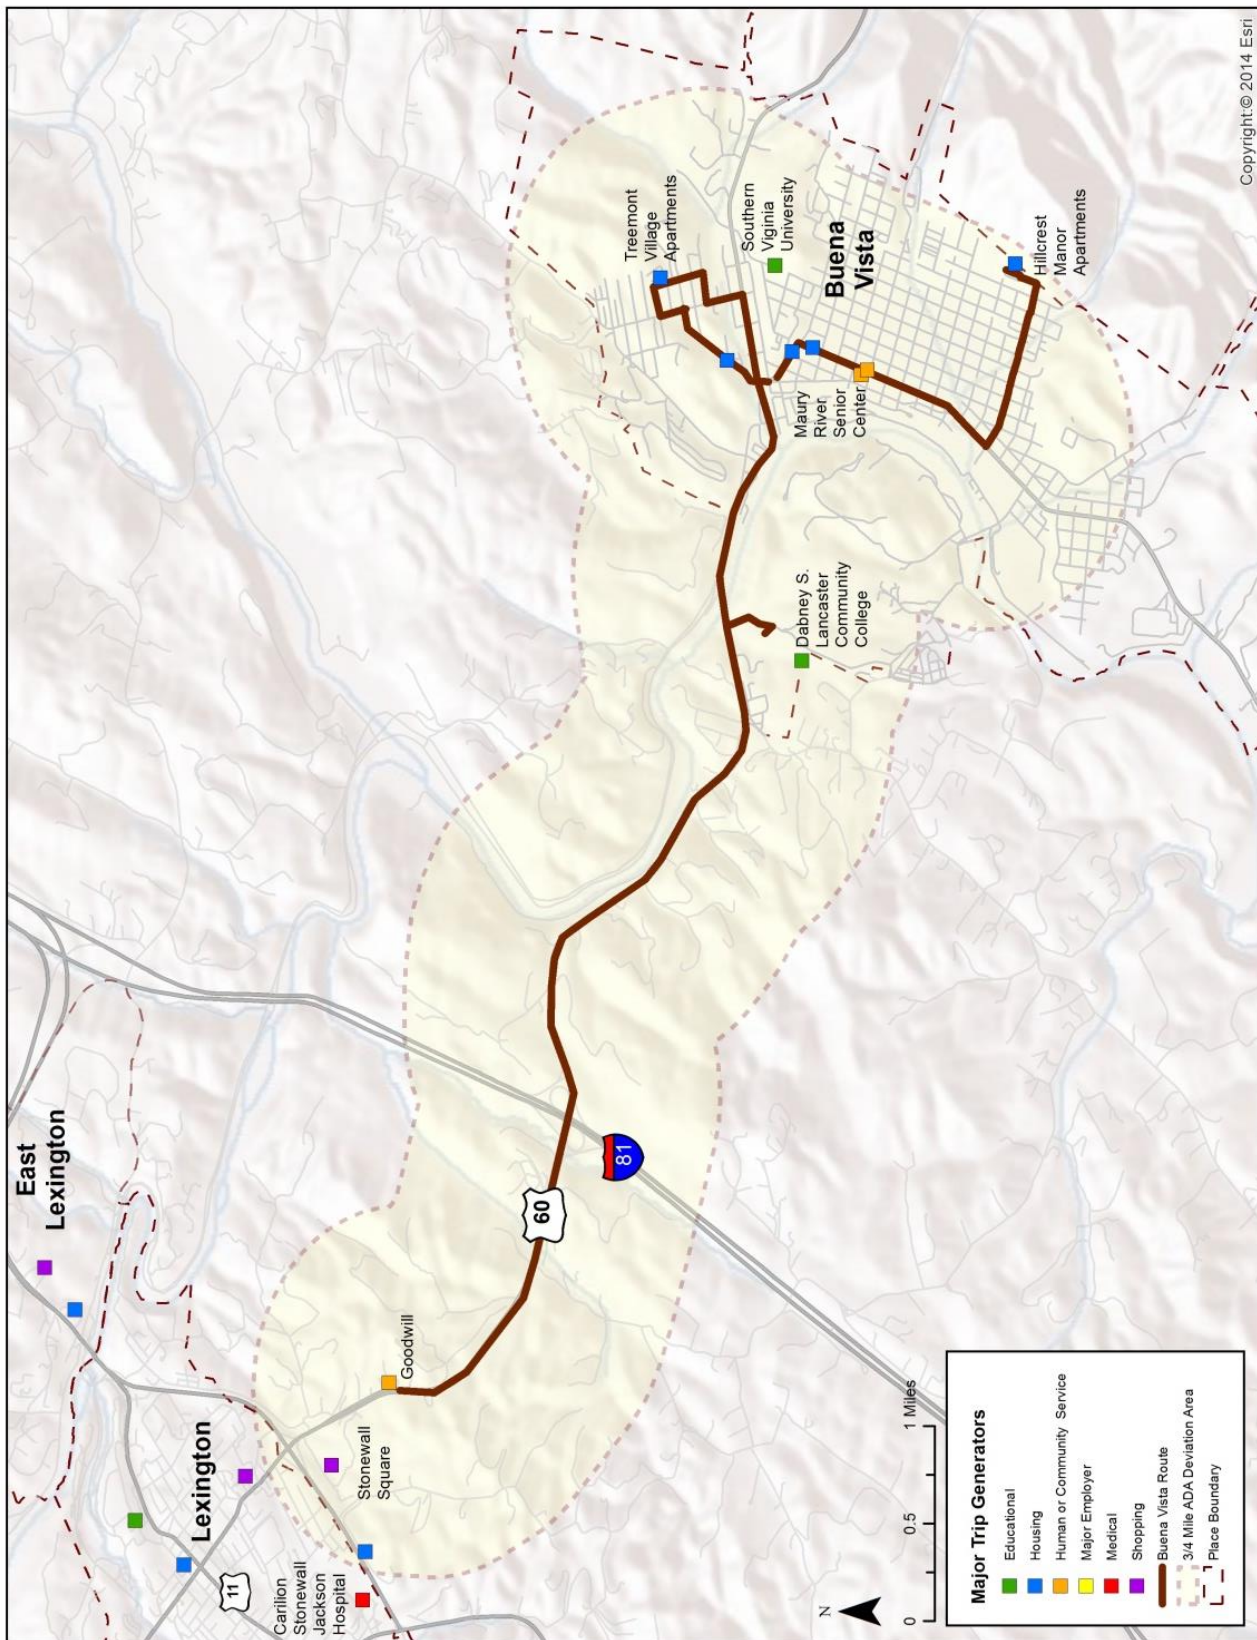 East
Lexington
Lexington
11
Carilion
Stonewall
Jackson
Hospital
Stonewall
Square
Goodwill
60
81
Dabney S.
Lancaster
Community
College
Maury
River
Senior
Center
Treemont
Village
Apartments
Southern
Viginia
University
Buena
Vista
Hillcrest
Manor
Apartments
N
0 0.5 1 Miles
Major Trip Generators
Educational
Housing
Human or Community Service
Major Employer
Medical
Shopping
Buena Vista Route
3/4 Mile ADA Deviation Area
Place Boundary
Copyright:© 2014 Esri